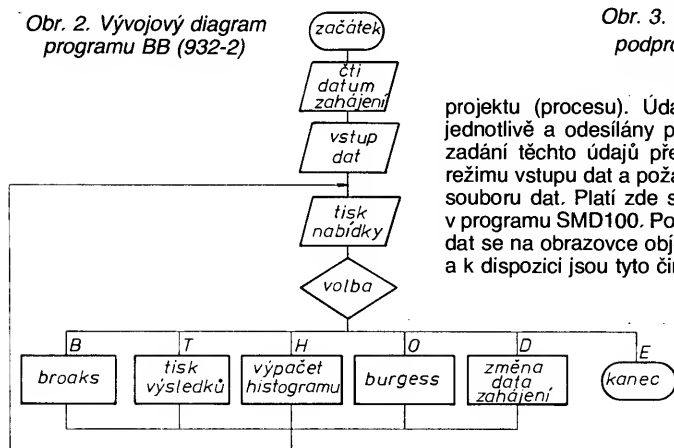 Obr. 2. Vývojový diagram
programu BB (932-2)
začátek
čti
datum
zahájení
vstup
dat
tisk
nabídky
volba
B
broaks
T
tisk
výsledků
H
výpačet
histogramu
O
burgess
D
změna
data
zahájení
E
kanec
Obr. 3.
podpro
projektu (procesu). Úda
jednotlivě a odesílány p
zadání těchto údajů pře
režimu vstupu dat a požá
souboru dat. Platí zde s
v programu SMD100. Po
dat se na obrazovce obj
a k dispozici jsou tyto čin